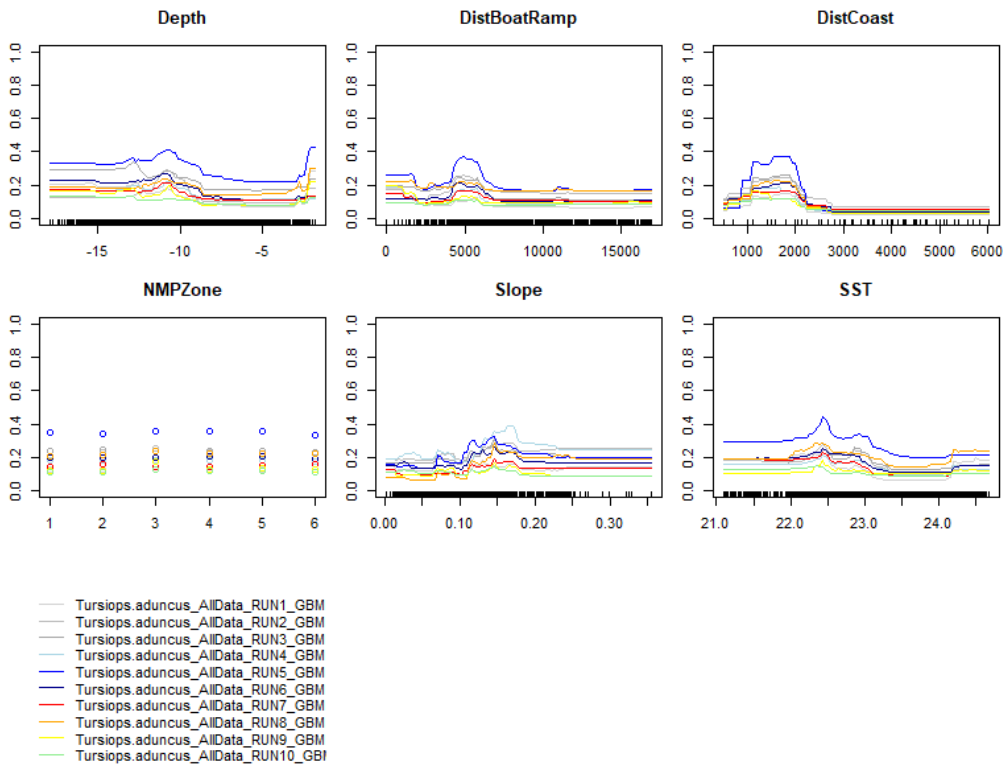 Depth
DistBoatRamp
DistCoast
0.0 0.2 0.4 0.6 0.8 1.0
0.0 0.2 0.4 0.6 0.8 1.0
0.0 0.2 0.4 0.6 0.8 1.0
-15 -10 -5
0 5000 10000 15000
1000 2000 3000 4000 5000 6000
NMPZone
Slope
SST
0.0 0.2 0.4 0.6 0.8 1.0
0.0 0.2 0.4 0.6 0.8 1.0
0.0 0.2 0.4 0.6 0.8 1.0
1 2 3 4 5 6
0.00 0.10 0.20 0.30
21.0 22.0 23.0 24.0
Tursiops.aduncus_AllData_RUN1_GBM
Tursiops.aduncus_AllData_RUN2_GBM
Tursiops.aduncus_AllData_RUN3_GBM
Tursiops.aduncus_AllData_RUN4_GBM
Tursiops.aduncus_AllData_RUN5_GBM
Tursiops.aduncus_AllData_RUN6_GBM
Tursiops.aduncus_AllData_RUN7_GBM
Tursiops.aduncus_AllData_RUN8_GBM
Tursiops.aduncus_AllData_RUN9_GBM
Tursiops.aduncus_AllData_RUN10_GB